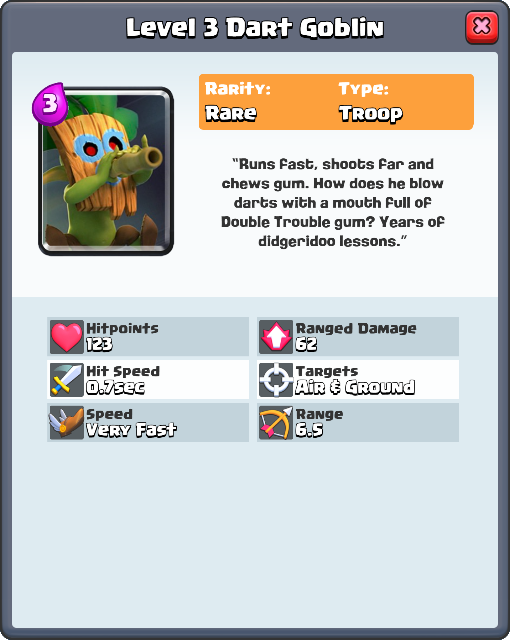 Level 3 Dart Goblin
3
Rarity: Type:
Rare Troop
"Runs fast, shoots far and
chews gum. How does he blow
darts with a mouth full of
Double Trouble gum? Years of
didgeridoo lessons."
Hitpoints Ranged Damage
123 62
Hit Speed Targets
0.7sec Air & Ground
Speed Range
Very Fast 6.5